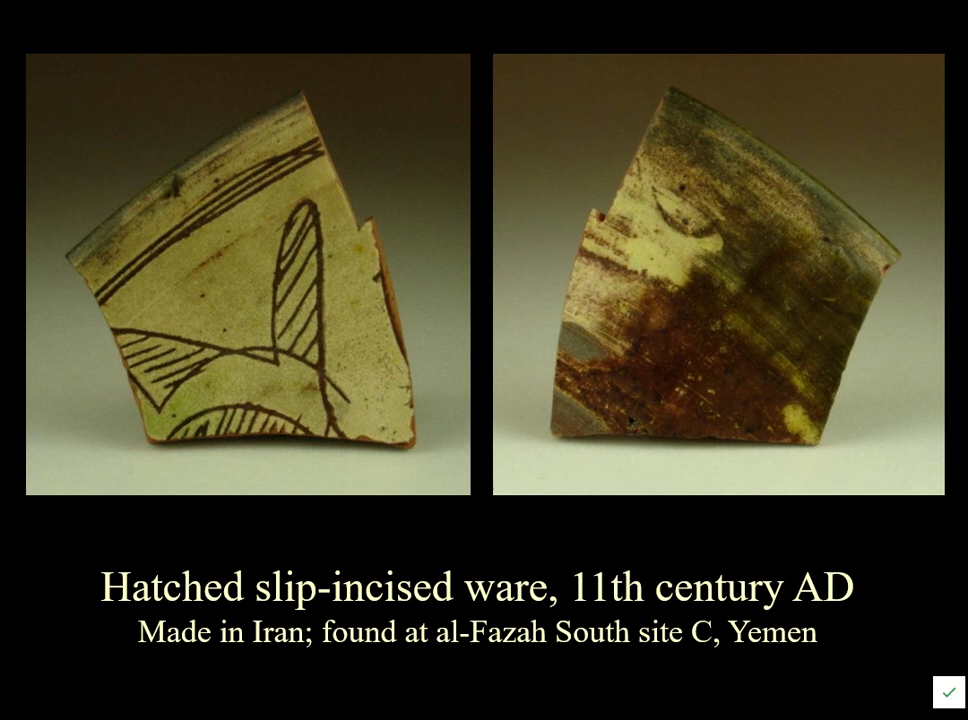 Hatched slip-incised ware, 11th century AD
Made in Iran; found at al-Fazah South site C, Yemen